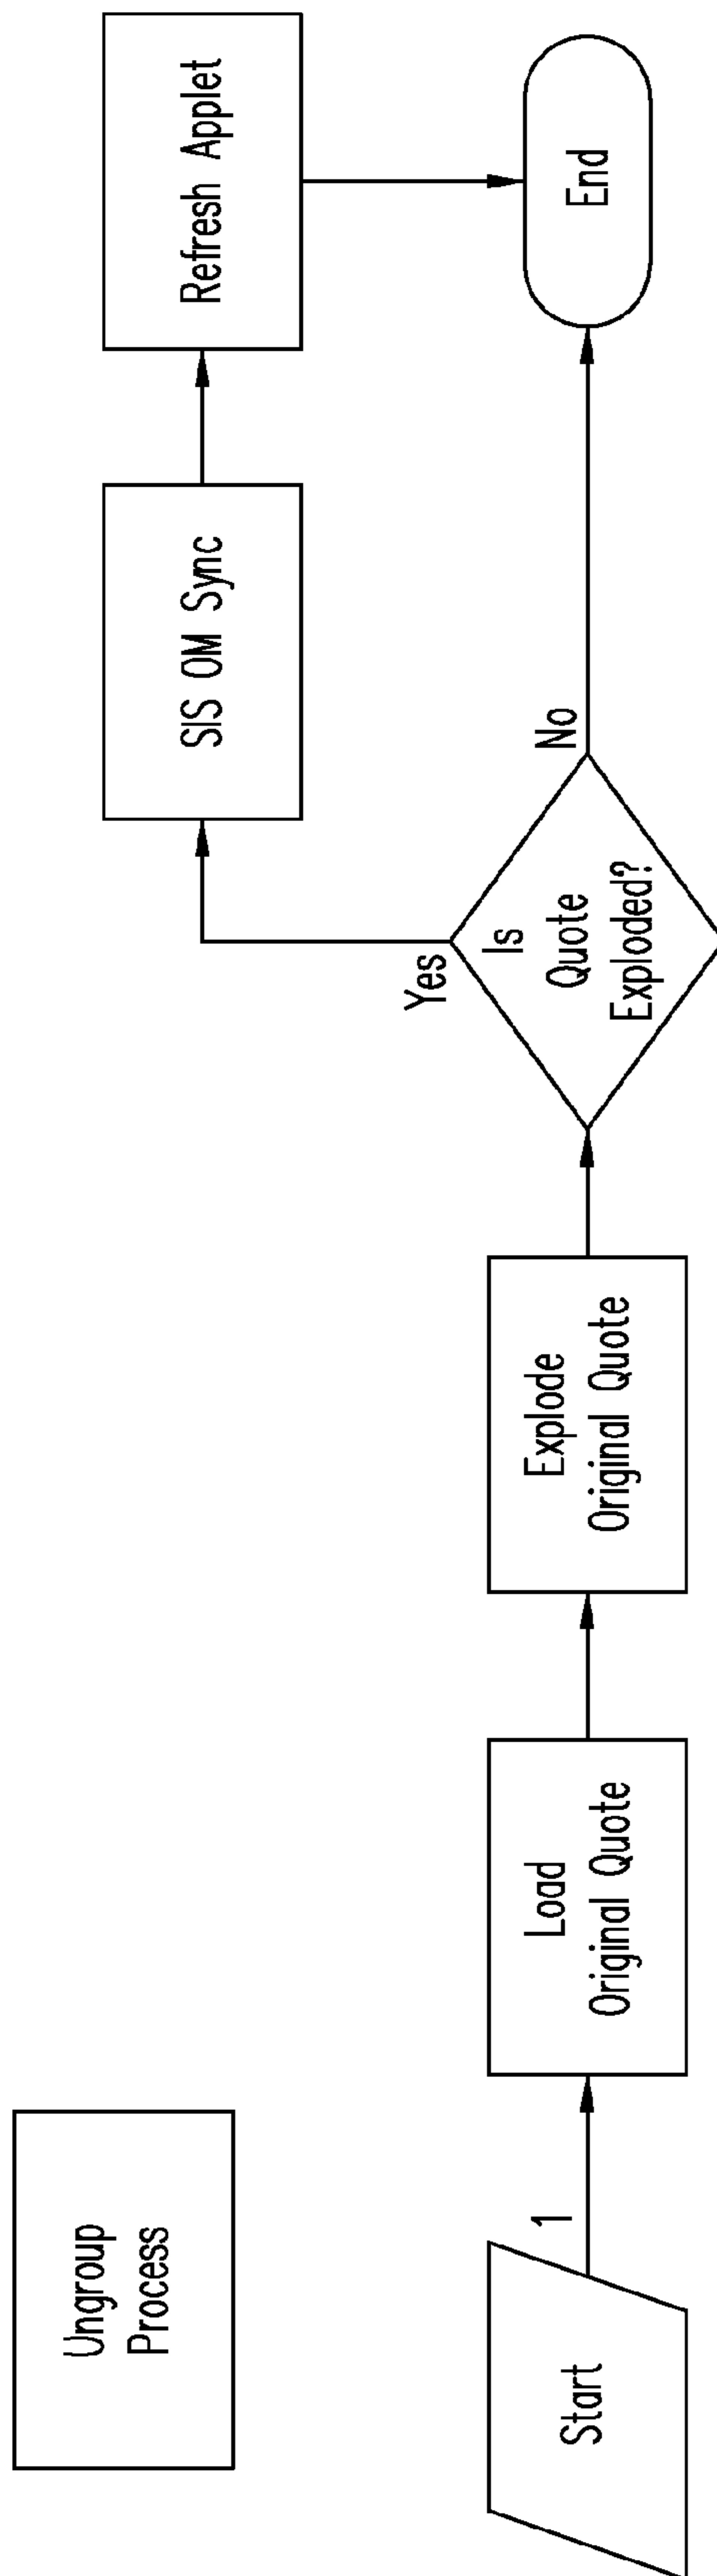 Ungroup
Process
Start
1
Load
Original Quote
Explode
Original Quote
Is
Quote
Exploded?
Yes
No
SIS OM Sync
Refresh Applet
End